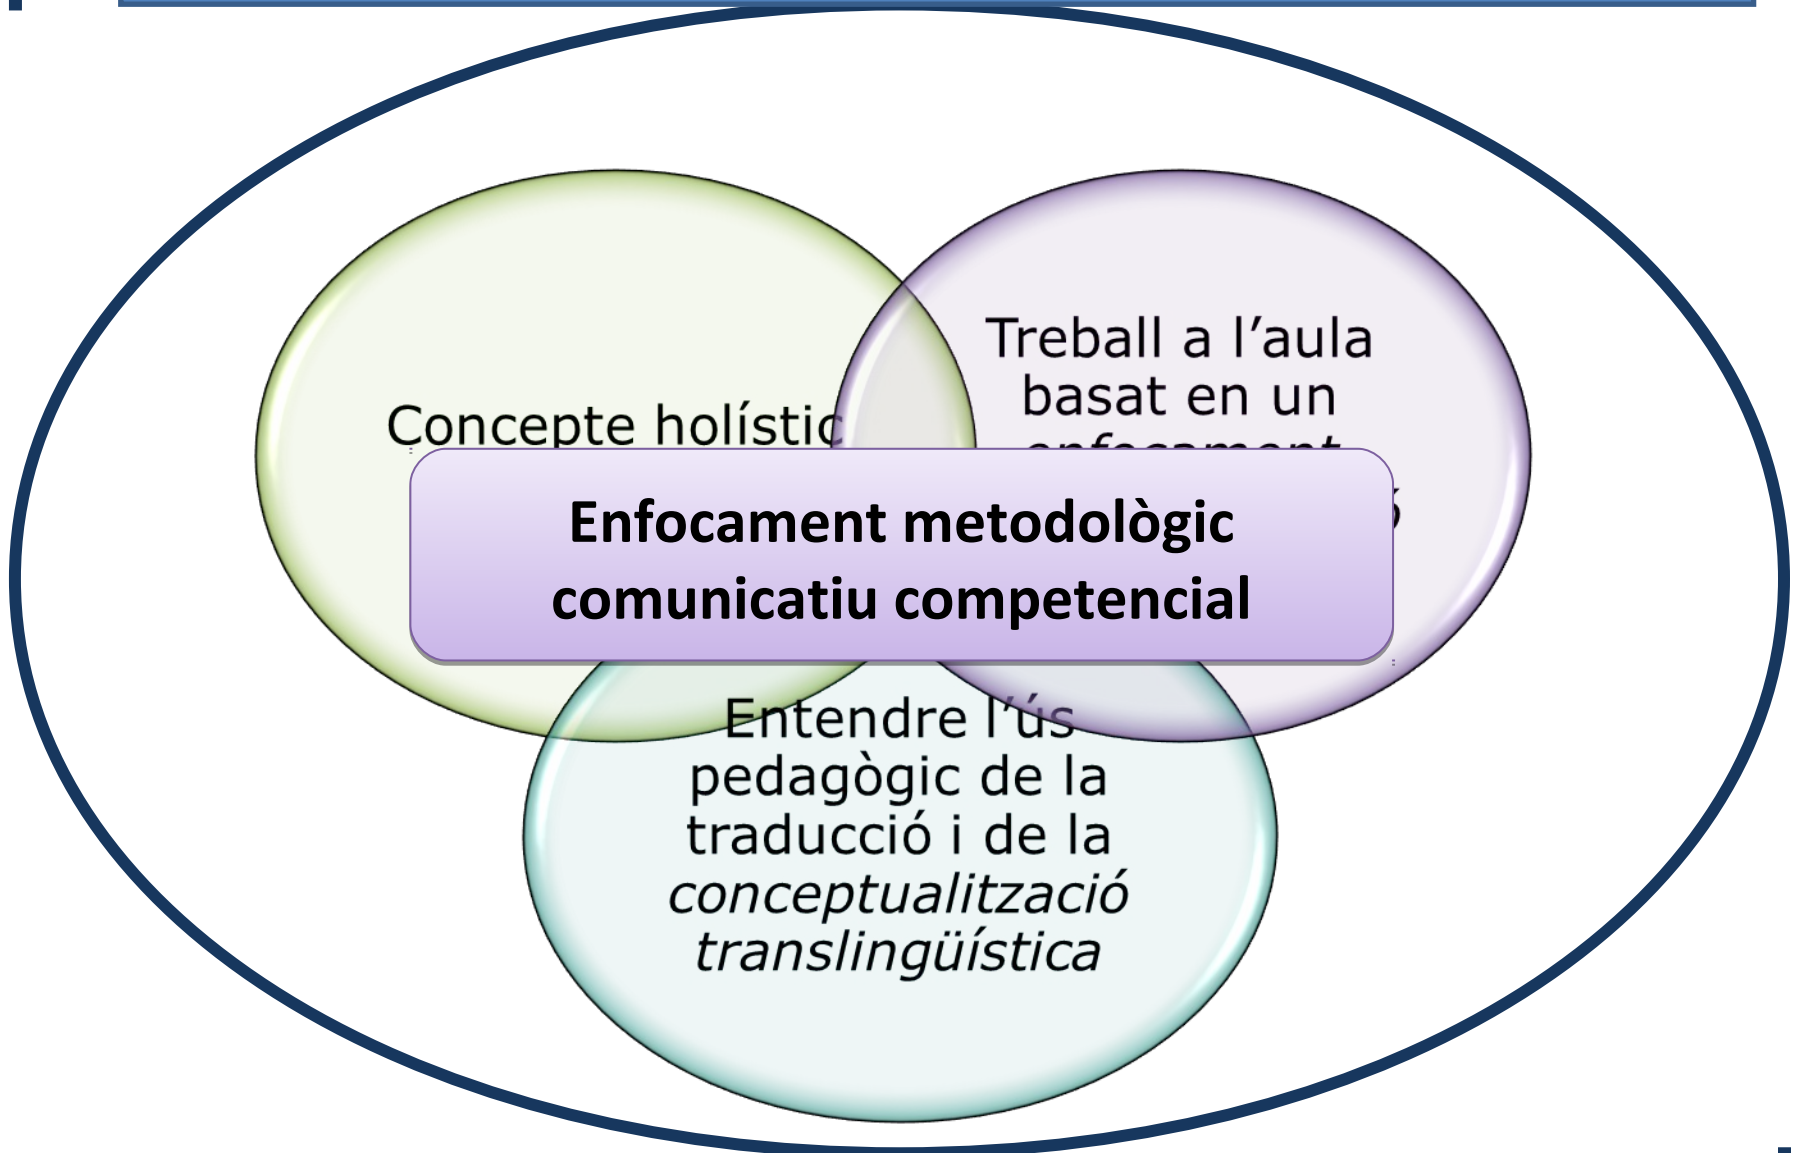 Concepte holístic
Treball a l’aula
basat en un
enfocament
Enfocament metodològic
comunicatiu competencial
Entendre l’ús
pedagògic de la
traducció i de la
conceptualització
translingüística